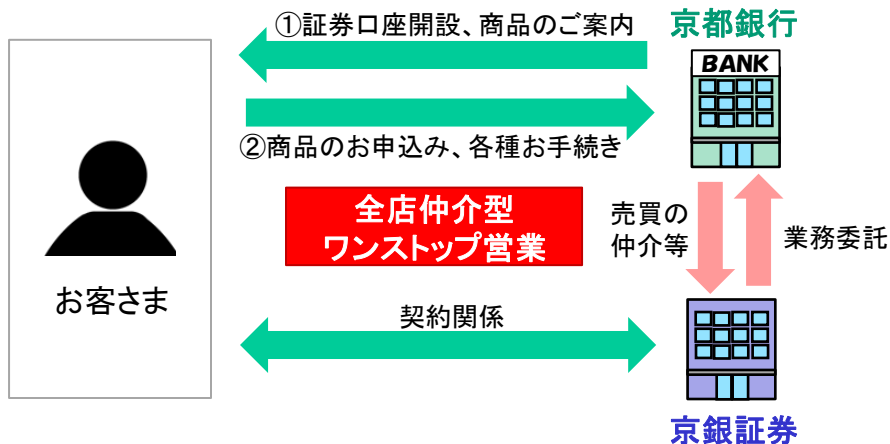 ①証券口座開設、商品のご案内
京都銀行
BANK
②商品のお申込み、各種お手続き
全店仲介型
ワンストップ営業
売買の
仲介等
業務委託
お客さま
契約関係
京銀証券